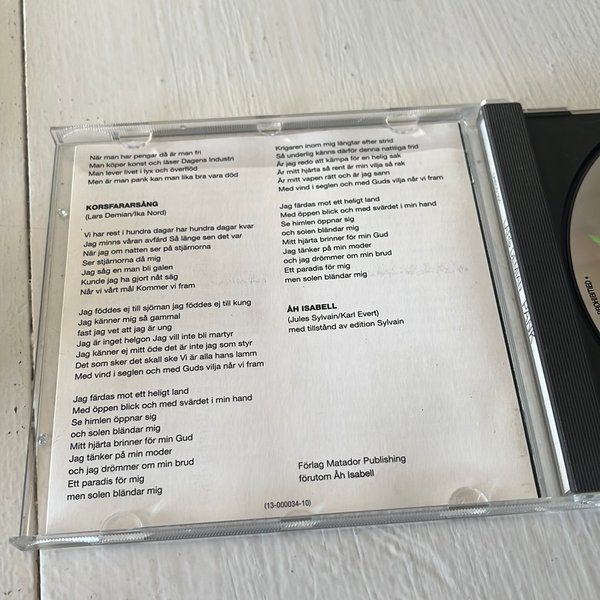 När man har pengar då är man fri
Man köper konst och läser Dagens Industri
Man lever livet i lyx och överflöd
Men är man pank kan man lika bra vara död
KORSFARARSÅNG
(Lars Demian/Ika Nord)
Vi har rest i hundra dagar har hundra dagar kvar
Jag minns våran avfärd Så länge sen det var
När jag om natten ser på stjärnorna
Ser stjärnorna då mig
Jag såg en man bli galen
Kunde jag ha gjort nåt säg
När vi vårt mål Kommer vi fram
Jag föddes ej till sjöman jag föddes ej till kung
Jag känner mig så gammal
fast jag vet att jag är ung
Jag är inget helgon Jag vill inte bli martyr
Jag känner ej mitt öde det är inte jag som styr
Det som sker det skall ske Vi är alla hans lamm
Med vind i seglen och med Guds vilja når vi fram
Jag färdas mot ett heligt land
Med öppen blick och med svärdet i min hand
Se himlen öppnar sig
och solen bländar mig
Mitt hjärta brinner för min Gud
Jag tänker på min moder
och jag drömmer om min brud
Ett paradis för mig
men solen bländar mig
Krigaren inom mig längtar efter strid
Så underlig känns därför denna nattliga frid
Är jag redo att kämpa för en helig sak
Är mitt hjärta så rent är min vilja så rak
Är mitt vapen rätt och är jag sann
Med vind i seglen och med Guds vilja når vi fram
Jag färdas mot ett heligt land
Med öppen blick och med svärdet i min hand
Se himlen öppnar sig
och solen bländar mig
Mitt hjärta brinner för min Gud
Jag tänker på min moder
och jag drömmer om min brud
Ett paradis för mig
men solen bländar mig
ÅH ISABELL
(Jules Sylvain/Karl Evert)
med tillstånd av edition Sylvain
Förlag Matador Publishing
förutom Åh Isabell
(13-000034-10)